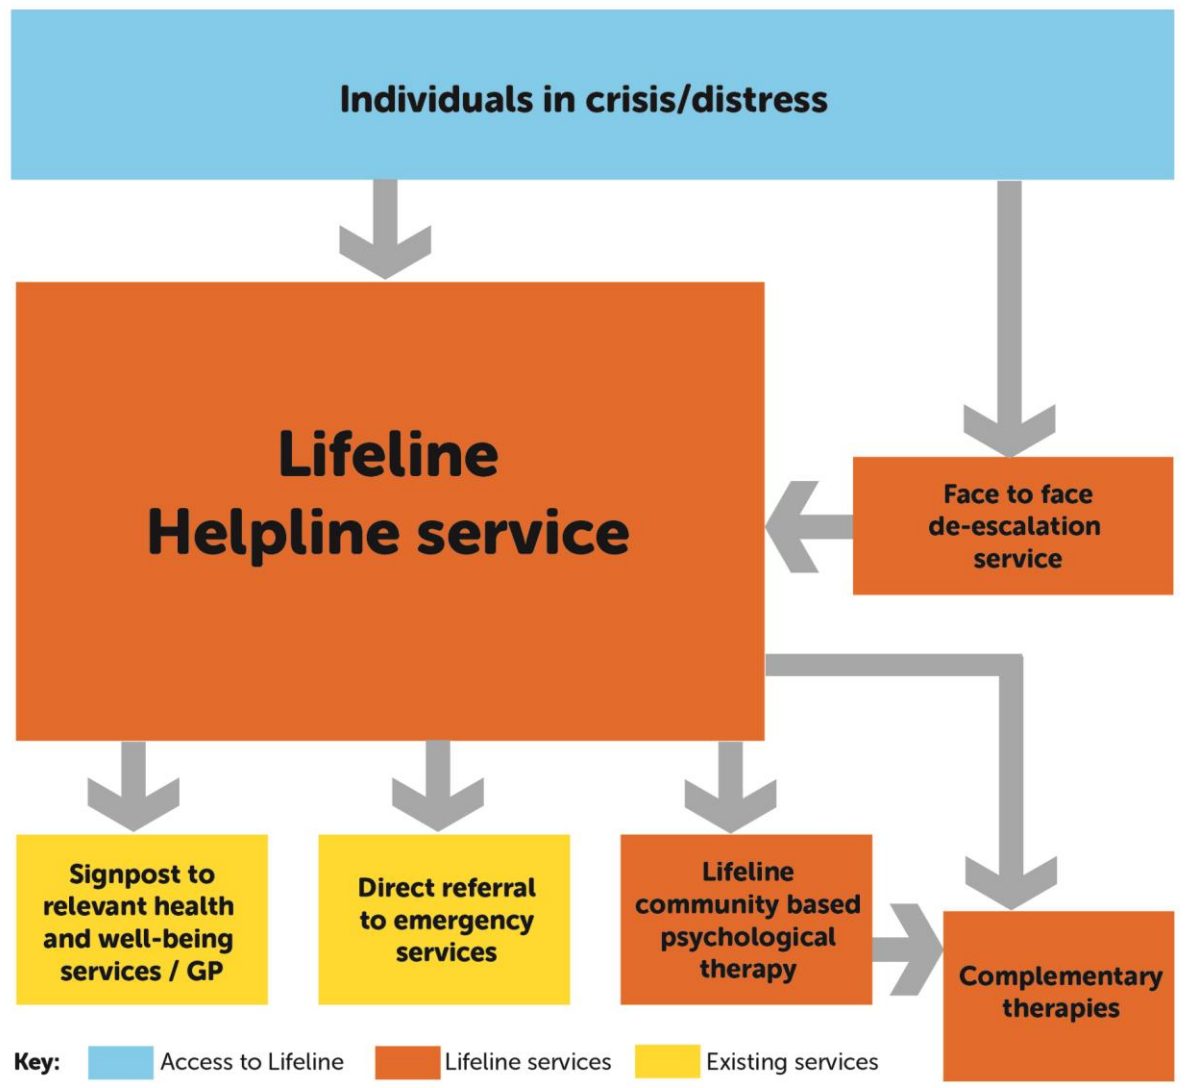 Individuals in crisis/distress
Lifeline
Helpline service
Face to face
de-escalation
service
Signpost to
relevant health
and well-being
services / GP
Direct referral
to emergency
services
Lifeline
community based
psychological
therapy
Complementary
therapies
Key: Access to Lifeline Lifeline services Existing services